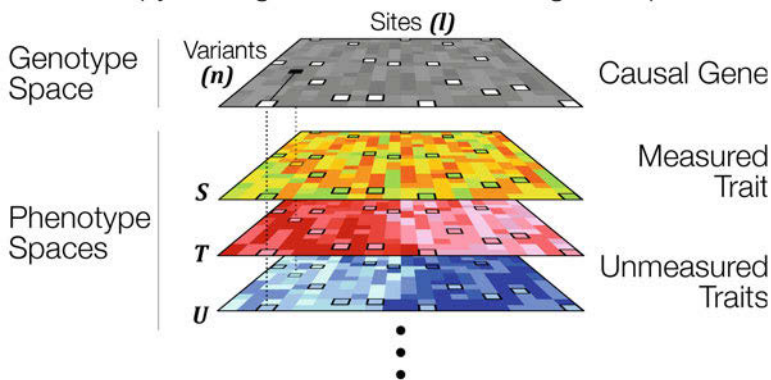 Sites (l)
Variants
(n)
Genotype
Space
Causal Gene
Measured
Trait
S
Phenotype
Spaces
T
Unmeasured
Traits
U